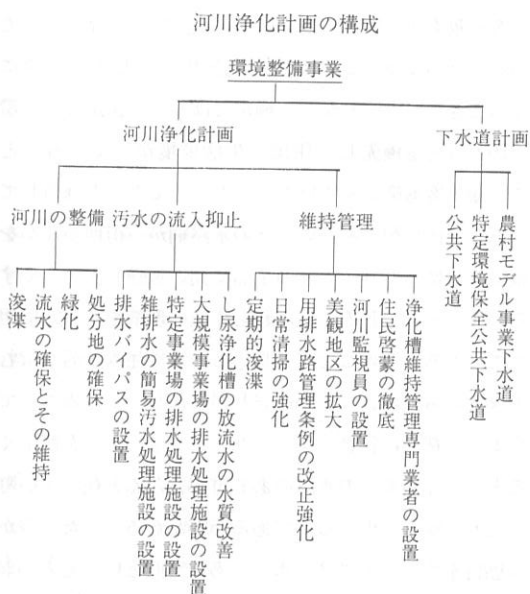 河川浄化計画の構成
環境整備事業
河川浄化計画
下水道計画
河川の整備
汚水の流入抑止
維持管理
浚渫
流水の確保とその維持
緑化
処分地の確保
排水バイパスの設置
雑排水の簡易汚水処理施設の設置
特定事業場の排水処理施設の設置
大規模事業場の排水処理施設の設置
し尿浄化槽の放流水の水質改善
定期的浚渫
日常清掃の強化
用排水路管理条例の改正強化
美観地区の拡大
河川監視員の設置
住民啓蒙の徹底
浄化槽維持管理専門業者の設置
公共下水道
特定環境保全公共下水道
農村モデル事業下水道